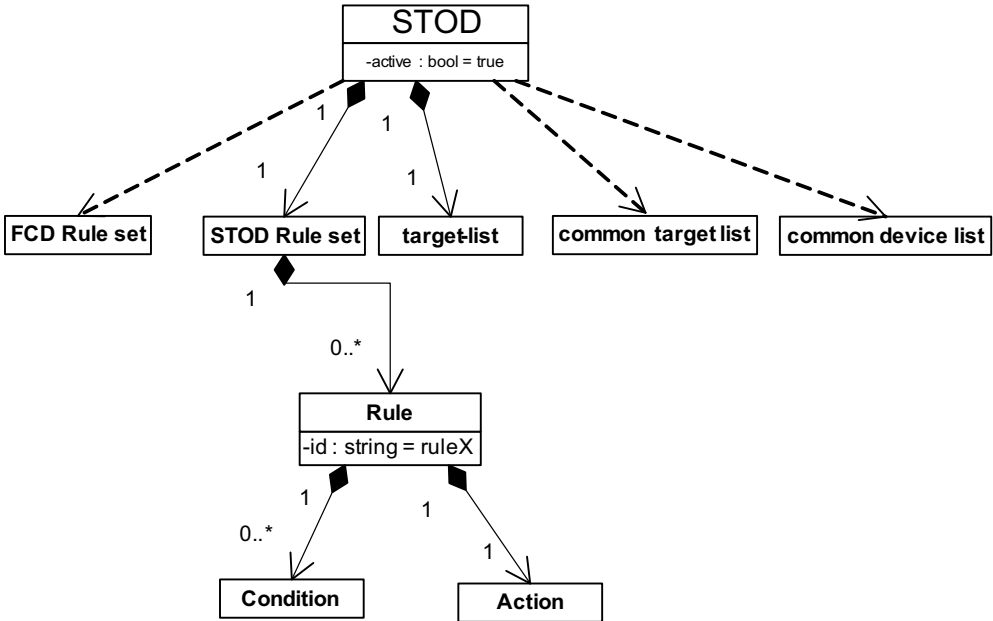 STOD
-active : bool = true
1
1
1
1
FCD Rule set
STOD Rule set
target-list
common target list
common device list
1
0..*
Rule
-id : string = ruleX
1
1
0..*
1
Condition
Action